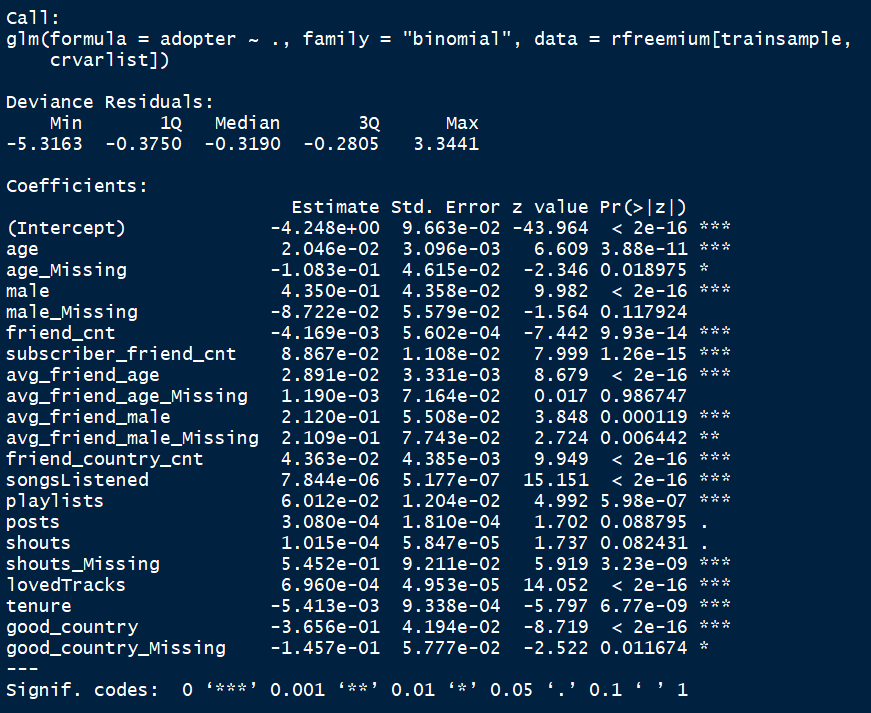 Call:
glm(formula = adopter ~ ., family = "binomial", data = rfreemium[trainsample,
    crvarlist])

Deviance Residuals:
    Min       1Q   Median       3Q      Max
-5.3163  -0.3750  -0.3190  -0.2805   3.3441

Coefficients:
                          Estimate Std. Error z value Pr(>|z|)
(Intercept)             -4.248e+00  9.663e-02 -43.964  < 2e-16 ***
age                      2.046e-02  3.096e-03   6.609 3.88e-11 ***
age_Missing             -1.083e-01  4.615e-02  -2.346 0.018975 *
male                     4.350e-01  4.358e-02   9.982  < 2e-16 ***
male_Missing            -8.722e-02  5.579e-02  -1.564 0.117924
friend_cnt              -4.169e-03  5.602e-04  -7.442 9.93e-14 ***
subscriber_friend_cnt    8.867e-02  1.108e-02   7.999 1.26e-15 ***
avg_friend_age           2.891e-02  3.331e-03   8.679  < 2e-16 ***
avg_friend_age_Missing   1.190e-03  7.164e-02   0.017 0.986747
avg_friend_male          2.120e-01  5.508e-02   3.848 0.000119 ***
avg_friend_male_Missing  2.109e-01  7.743e-02   2.724 0.006442 **
friend_country_cnt       4.363e-02  4.385e-03   9.949  < 2e-16 ***
songsListened            7.844e-06  5.177e-07  15.151  < 2e-16 ***
playlists                6.012e-02  1.204e-02   4.992 5.98e-07 ***
posts                    3.080e-04  1.810e-04   1.702 0.088795 .
shouts                   1.015e-04  5.847e-05   1.737 0.082431 .
shouts_Missing           5.452e-01  9.211e-02   5.919 3.23e-09 ***
lovedTracks              6.960e-04  4.953e-05  14.052  < 2e-16 ***
tenure                  -5.413e-03  9.338e-04  -5.797 6.77e-09 ***
good_country            -3.656e-01  4.194e-02  -8.719  < 2e-16 ***
good_country_Missing    -1.457e-01  5.777e-02  -2.522 0.011674 *
---
Signif. codes:  0 ‘***’ 0.001 ‘**’ 0.01 ‘*’ 0.05 ‘.’ 0.1 ‘ ’ 1